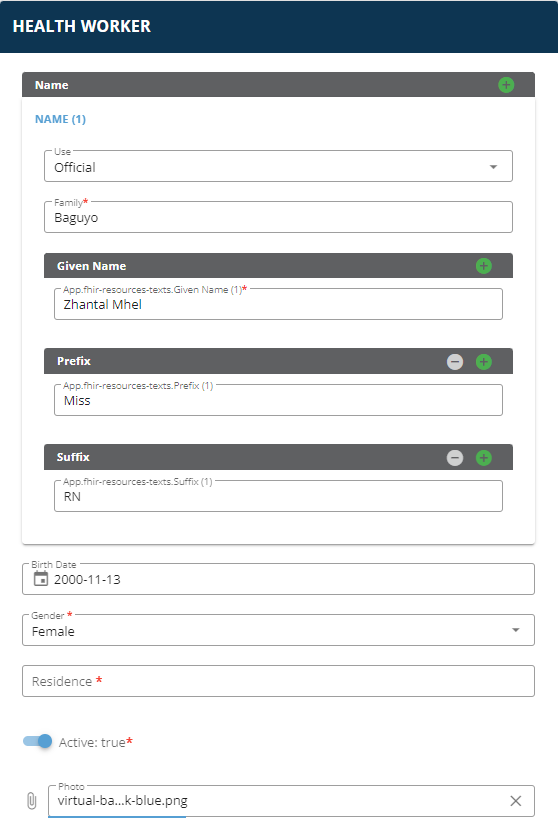 HEALTH WORKER
Name
NAME (1)
Use
Official
Family*
Baguyo
Given Name
App.fhir-resources-texts.Given Name (1)*
Zhantal Mhel
Prefix
App.fhir-resources-texts.Prefix (1)
Miss
Suffix
App.fhir-resources-texts.Suffix (1)
RN
Birth Date
2000-11-13
Gender *
Female
Residence *
Active: true*
Photo
virtual-ba...k-blue.png